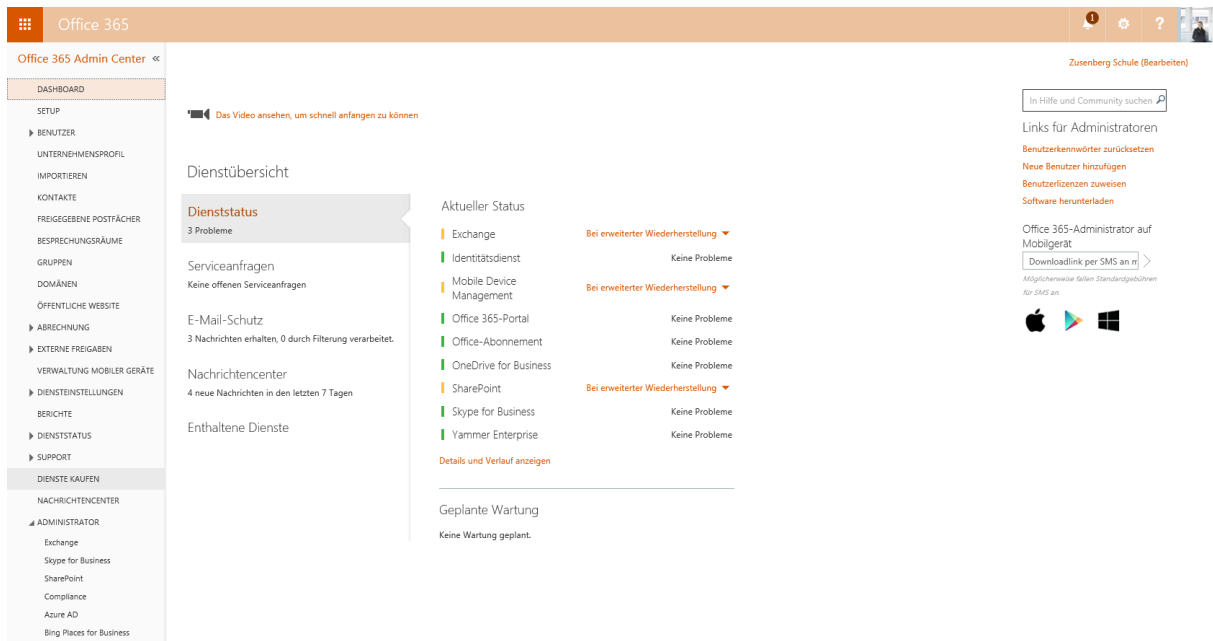 Office 365
1
?
Office 365 Admin Center «
Zusenberg Schule (Bearbeiten)
DASHBOARD
SETUP
BENUTZER
UNTERNEHMENSPROFIL
IMPORTIEREN
KONTAKTE
FREIGEGEBENE POSTFÄCHER
BESPRECHUNGSRÄUME
GRUPPEN
DOMÄNEN
ÖFFENTLICHE WEBSITE
ABRECHNUNG
EXTERNE FREIGABEN
VERWALTUNG MOBILER GERÄTE
DIENSTEINSTELLUNGEN
BERICHTE
DIENSTSTATUS
SUPPORT
DIENSTE KAUFEN
NACHRICHTENCENTER
ADMINISTRATOR
Exchange
Skype for Business
SharePoint
Compliance
Azure AD
Bing Places for Business
Das Video ansehen, um schnell anfangen zu können
Dienstübersicht
Dienststatus
3 Probleme
Serviceanfragen
Keine offenen Serviceanfragen
E-Mail-Schutz
3 Nachrichten erhalten, 0 durch Filterung verarbeitet.
Nachrichtencenter
4 neue Nachrichten in den letzten 7 Tagen
Enthaltene Dienste
Aktueller Status
Exchange Bei erweiterter Wiederherstellung
Identitätsdienst Keine Probleme
Mobile Device
Management Bei erweiterter Wiederherstellung
Office 365-Portal Keine Probleme
Office-Abonnement Keine Probleme
OneDrive for Business Keine Probleme
SharePoint Bei erweiterter Wiederherstellung
Skype for Business Keine Probleme
Yammer Enterprise Keine Probleme
Details und Verlauf anzeigen
Geplante Wartung
Keine Wartung geplant.
In Hilfe und Community suchen
Links für Administratoren
Benutzerkennwörter zurücksetzen
Neue Benutzer hinzufügen
Benutzerlizenzen zuweisen
Software herunterladen
Office 365-Administrator auf
Mobilgerät
Downloadlink per SMS an m
Möglicherweise fallen Standardgebühren
für SMS an.